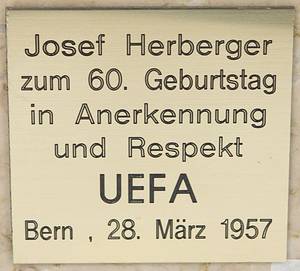 Josef Herberger
zum 60. Geburtstag
in Anerkennung
und Respekt
UEFA
Bern , 28. März 1957